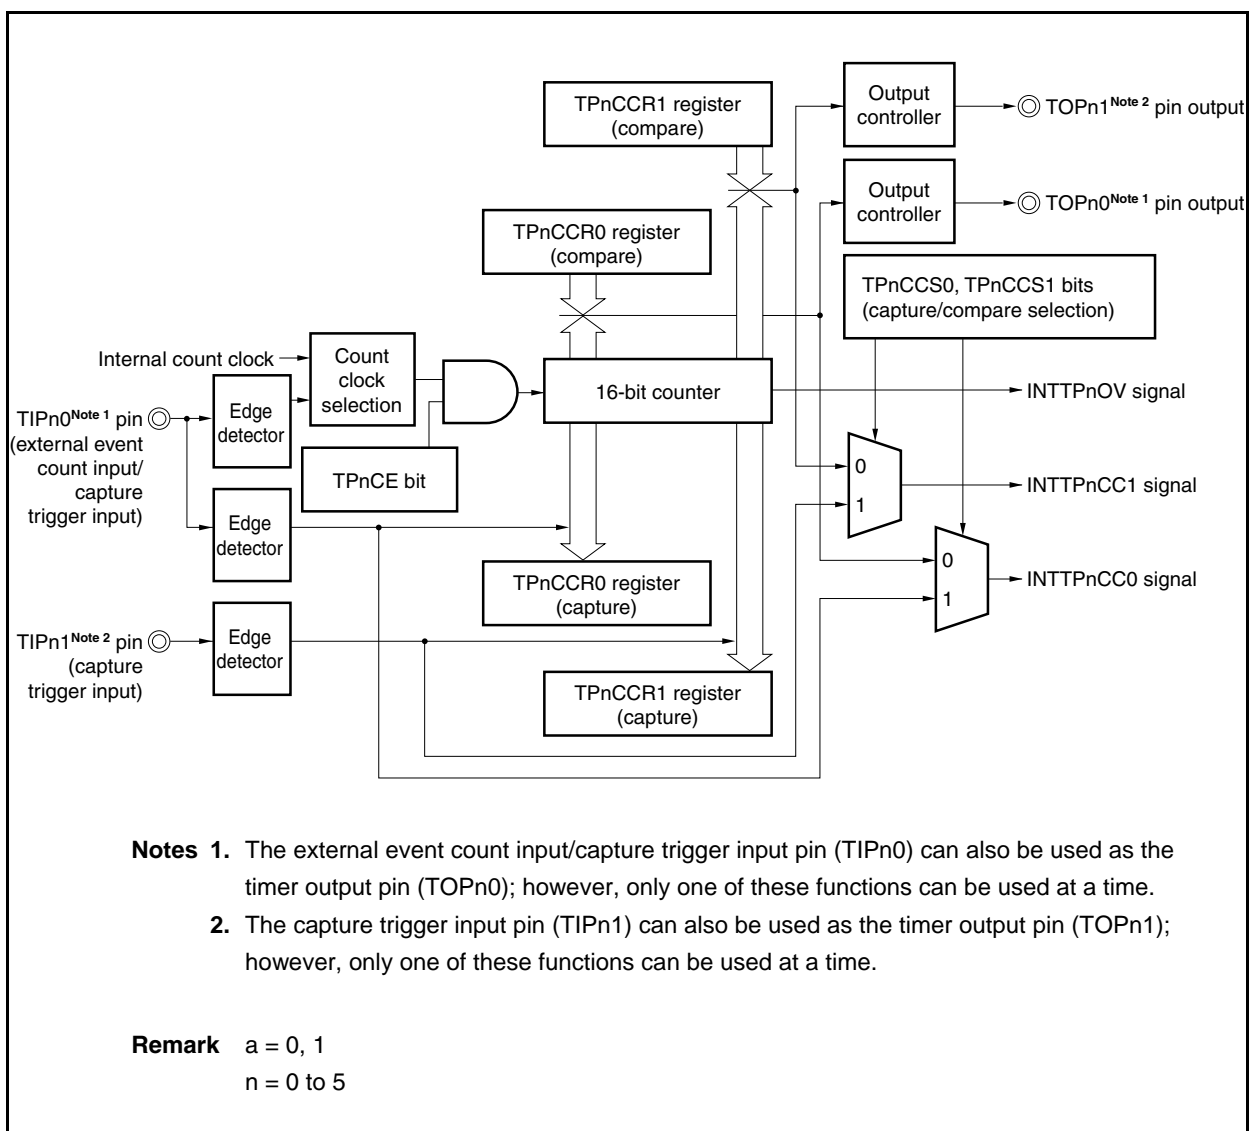 TPnCCR1 register
(compare)
Output
controller
TOPn1Note 2 pin output
Output
controller
TOPn0Note 1 pin output
TPnCCR0 register
(compare)
TPnCCS0, TPnCCS1 bits
(capture/compare selection)
Internal count clock
Count
clock
selection
16-bit counter
INTTPnOV signal
TIPn0Note 1 pin
(external event
count input/
capture
trigger input)
Edge
detector
TPnCE bit
0
1
INTTPnCC1 signal
Edge
detector
0
1
INTTPnCC0 signal
TPnCCR0 register
(capture)
TIPn1Note 2 pin
(capture
trigger input)
Edge
detector
TPnCCR1 register
(capture)
Notes 1. The external event count input/capture trigger input pin (TIPn0) can also be used as the
timer output pin (TOPn0); however, only one of these functions can be used at a time.
2. The capture trigger input pin (TIPn1) can also be used as the timer output pin (TOPn1);
however, only one of these functions can be used at a time.
Remark a = 0, 1
n = 0 to 5